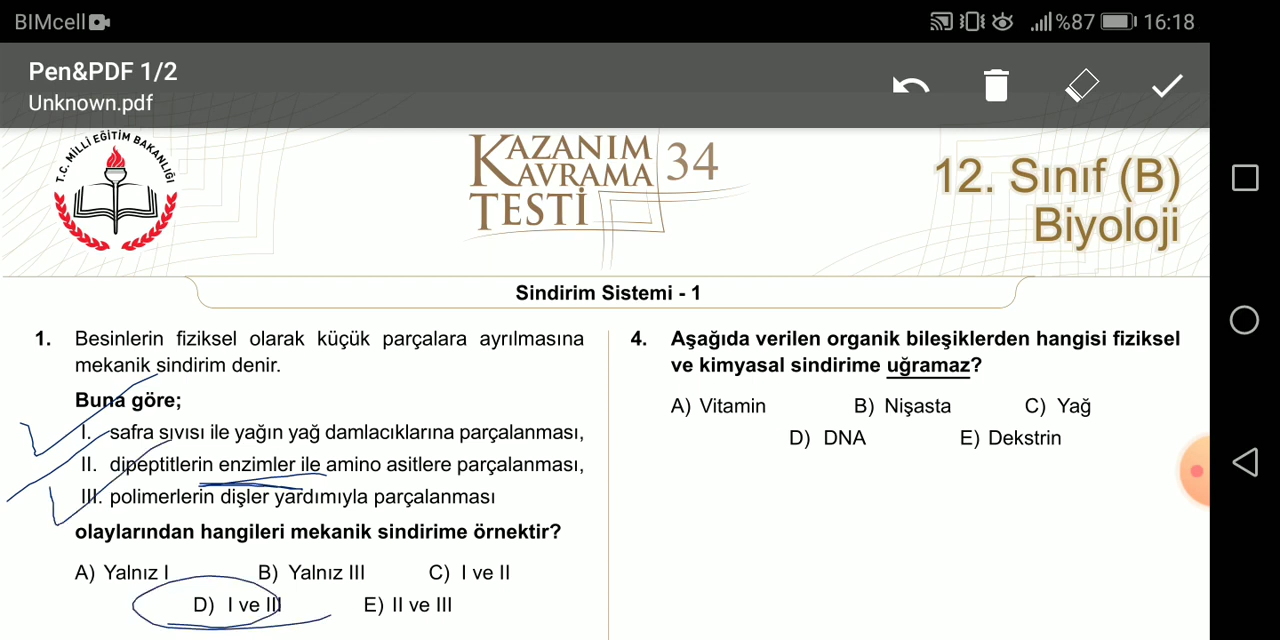 BIMcell
%87
16:18
Pen&PDF 1/2
Unknown.pdf
T.C. MİLLİ EĞİTİM BAKANLIĞI
KAZANIM
KAVRAMA
TESTİ
34
12. Sınıf (B)
Biyoloji
Sindirim Sistemi - 1
1. Besinlerin fiziksel olarak küçük parçalara ayrılmasına
mekanik sindirim denir.
Buna göre;
I. safra sıvısı ile yağın yağ damlacıklarına parçalanması,
II. dipeptitlerin enzimler ile amino asitlere parçalanması,
III. polimerlerin dişler yardımıyla parçalanması
olaylarından hangileri mekanik sindirime örnektir?
A) Yalnız I B) Yalnız III C) I ve II
D) I ve III E) II ve III
4. Aşağıda verilen organik bileşiklerden hangisi fiziksel
ve kimyasal sindirime uğramaz?
A) Vitamin B) Nişasta C) Yağ
D) DNA E) Dekstrin